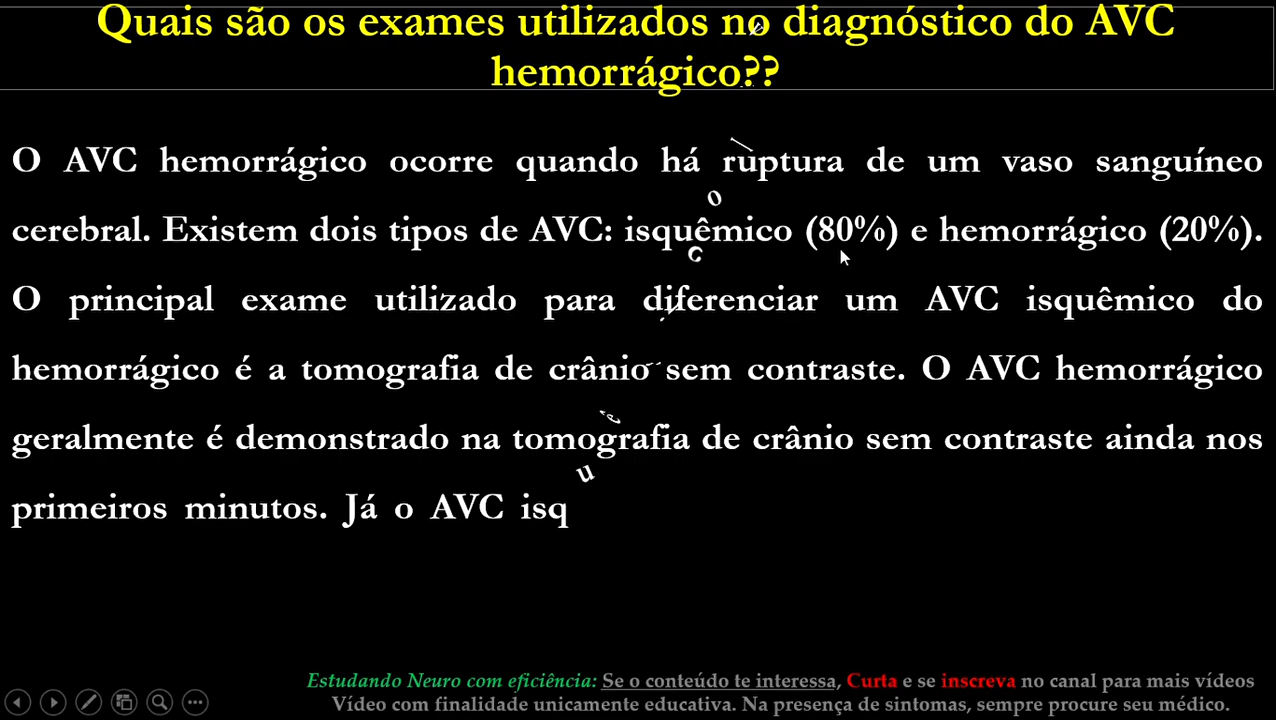 Quais são os exames utilizados no diagnóstico do AVC
hemorrágico??
O AVC hemorrágico ocorre quando há ruptura de um vaso sanguíneo
cerebral. Existem dois tipos de AVC: isquêmico (80%) e hemorrágico (20%).
O principal exame utilizado para diferenciar um AVC isquêmico do
hemorrágico é a tomografia de crânio sem contraste. O AVC hemorrágico
geralmente é demonstrado na tomografia de crânio sem contraste ainda nos
primeiros minutos. Já o AVC isq
Estudando Neuro com eficiência: Se o conteúdo te interessa, Curta e se inscreva no canal para mais vídeos
Vídeo com finalidade unicamente educativa. Na presença de sintomas, sempre procure seu médico.